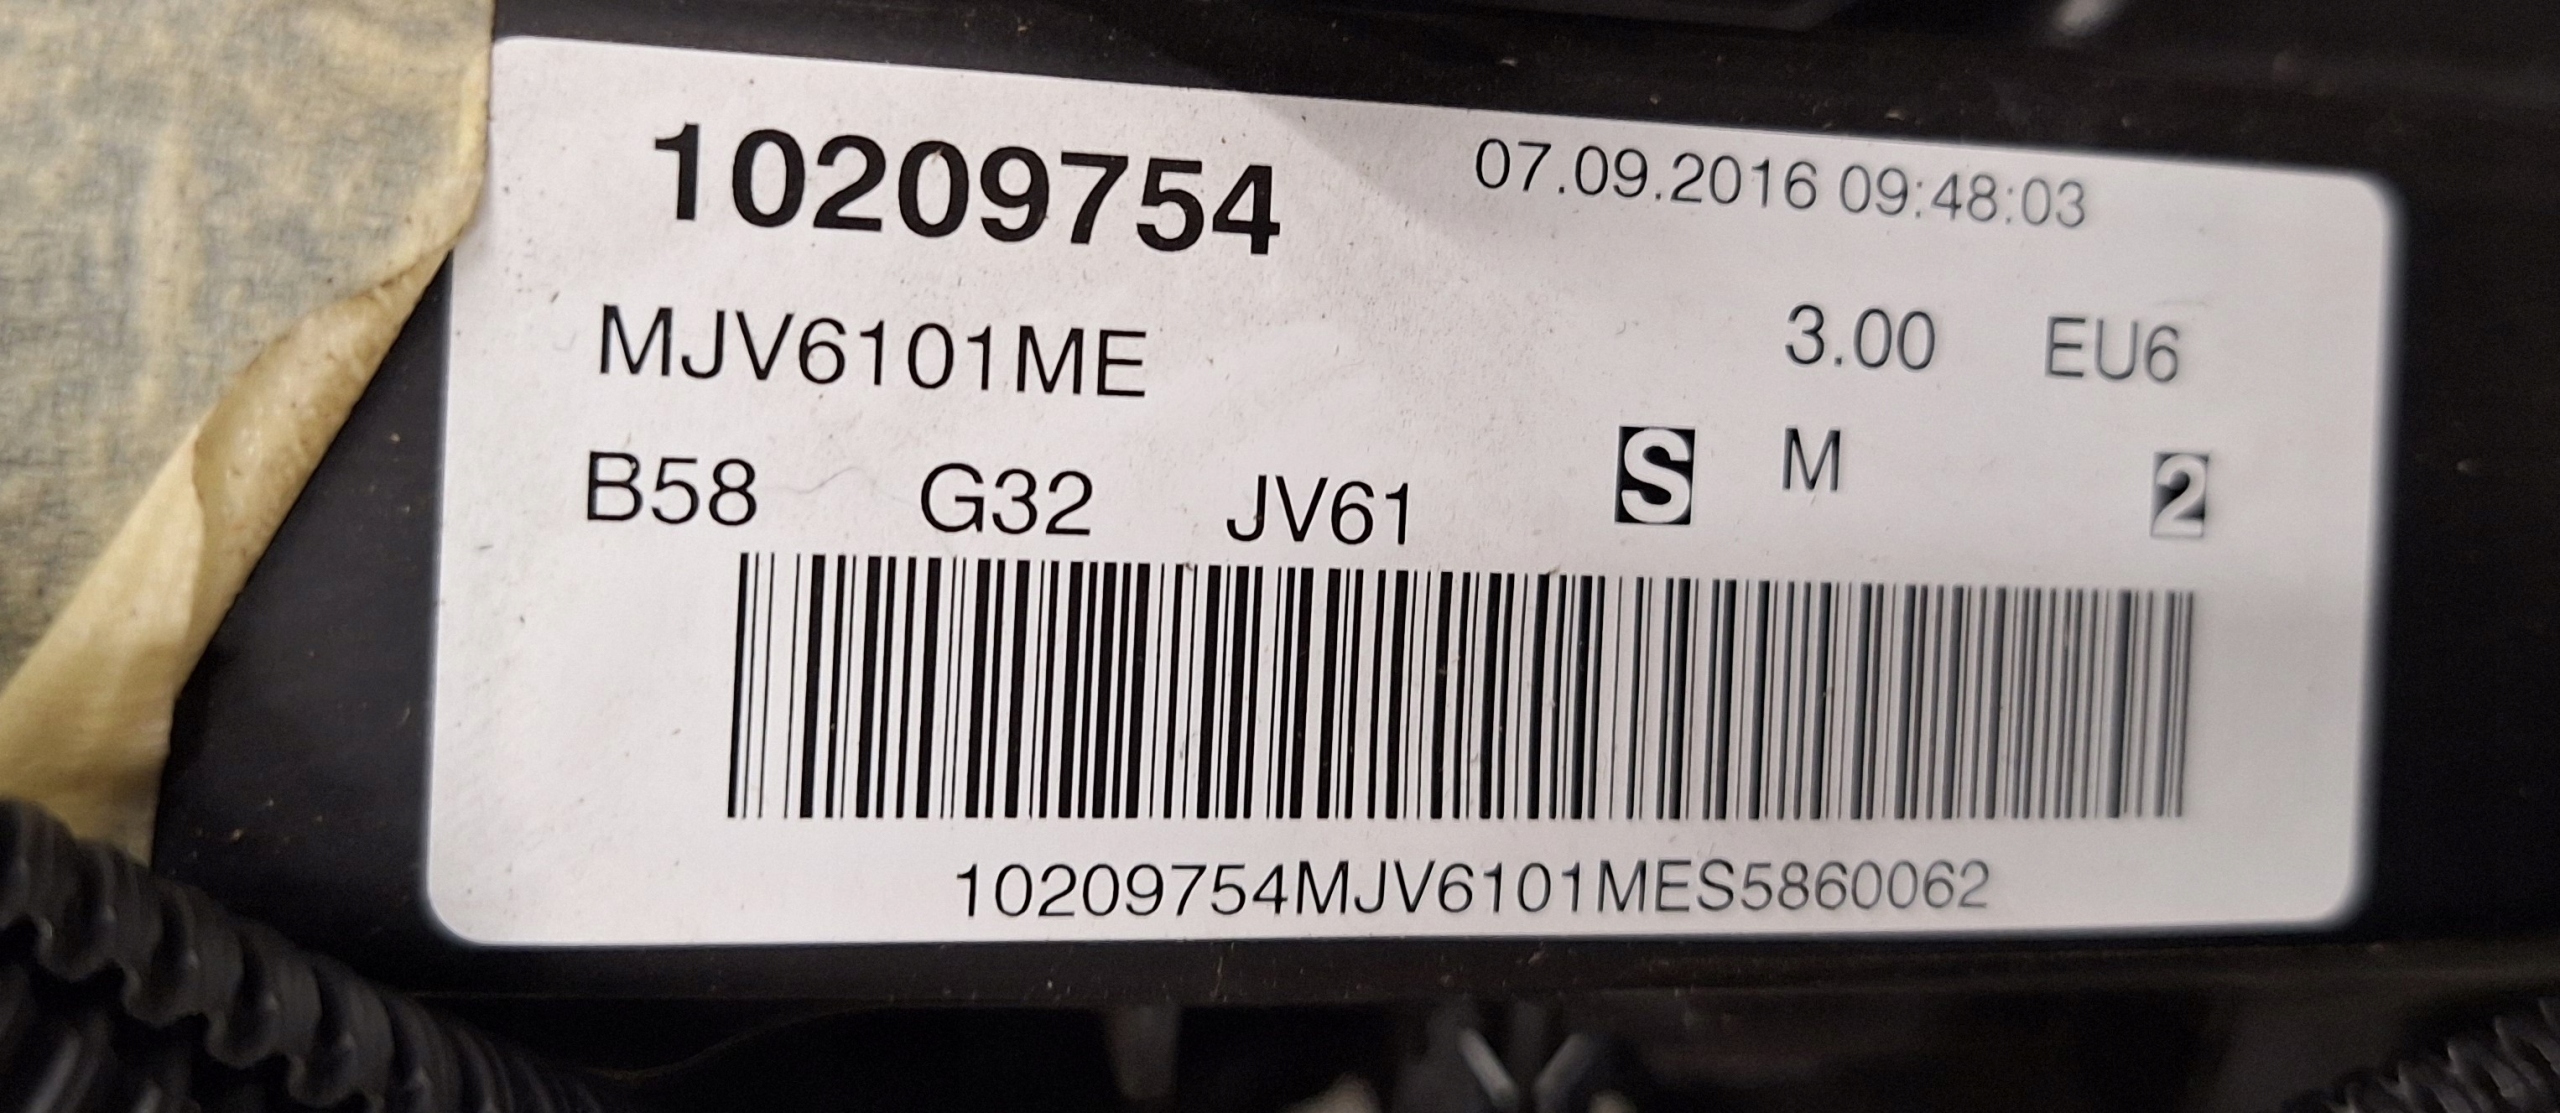 10209754 07.09.2016 09:48:03
MJV6101ME 3.00 EU6
B58 G32 JV61 S M 2
10209754MJV6101MES5860062